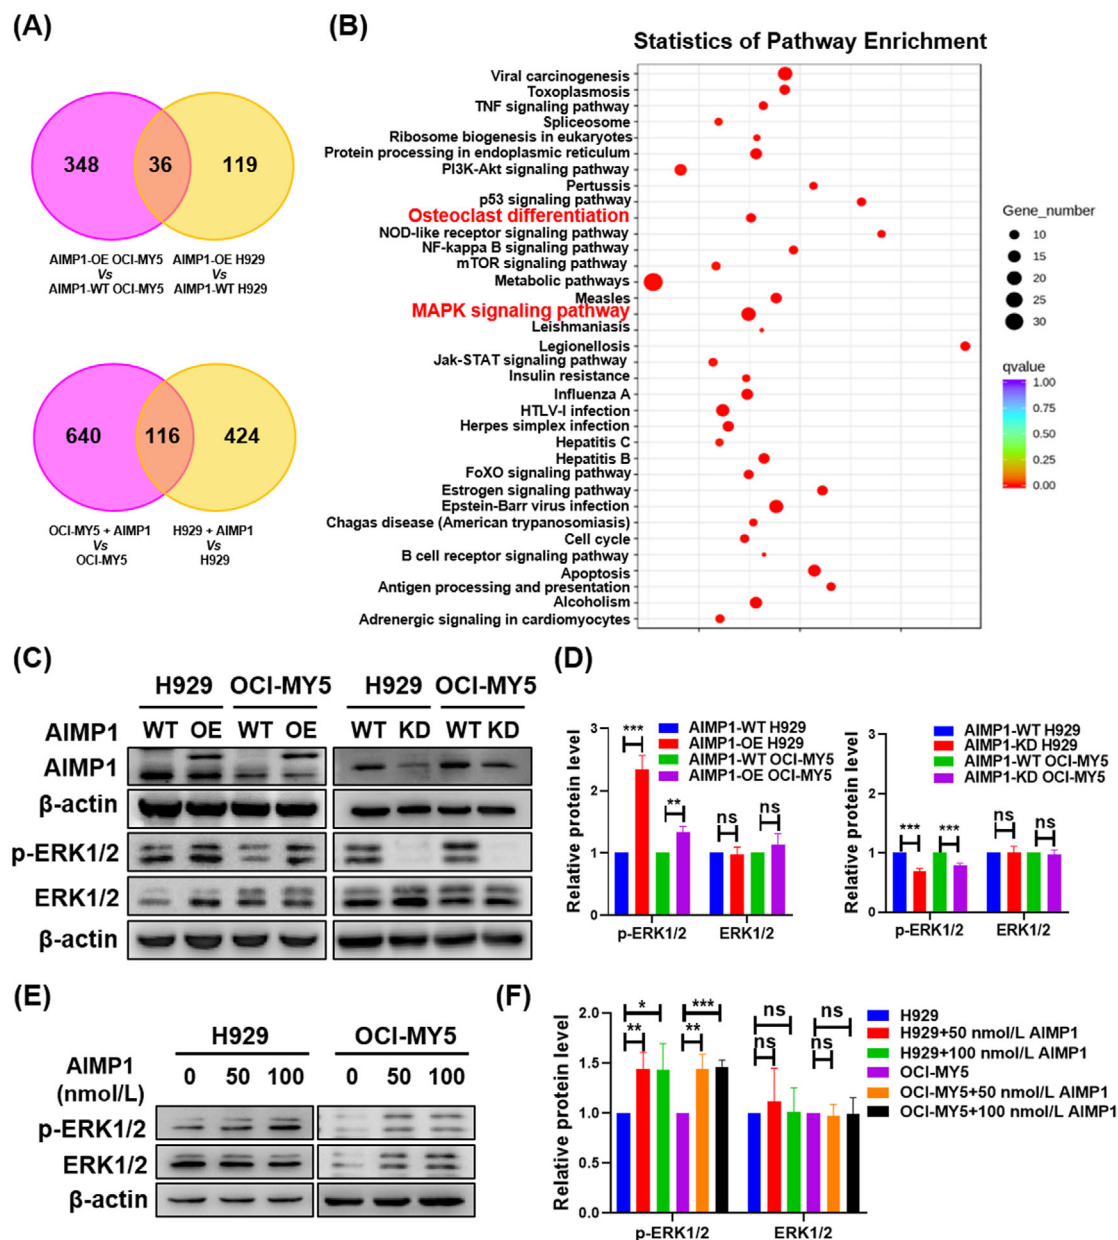 (A)
348
36
119
AIMP1-OE OCI-MY5
Vs
AIMP1-WT OCI-MY5
AIMP1-OE H929
Vs
AIMP1-WT H929
640
116
424
OCI-MY5 + AIMP1
Vs
OCI-MY5
H929 + AIMP1
Vs
H929
(B)
Statistics of Pathway Enrichment
Viral carcinogenesis
Toxoplasmosis
TNF signaling pathway
Spliceosome
Ribosome biogenesis in eukaryotes
Protein processing in endoplasmic reticulum
PI3K-Akt signaling pathway
Pertussis
p53 signaling pathway
Osteoclast differentiation
NOD-like receptor signaling pathway
NF-kappa B signaling pathway
mTOR signaling pathway
Metabolic pathways
Measles
MAPK signaling pathway
Leishmaniasis
Legionellosis
Jak-STAT signaling pathway
Insulin resistance
Influenza A
HTLV-I infection
Herpes simplex infection
Hepatitis C
Hepatitis B
FoXO signaling pathway
Estrogen signaling pathway
Epstein-Barr virus infection
Chagas disease (American trypanosomiasis)
Cell cycle
B cell receptor signaling pathway
Apoptosis
Antigen processing and presentation
Alcoholism
Adrenergic signaling in cardiomyocytes
Gene_number
10
15
20
25
30
qvalue
1.00
0.75
0.50
0.25
0.00
(C)
H929 OCI-MY5 H929 OCI-MY5
AIMP1 WT OE WT OE WT KD WT KD
AIMP1
β-actin
p-ERK1/2
ERK1/2
β-actin
(D)
Relative protein level
3
2
1
0
***
**
ns
ns
p-ERK1/2
ERK1/2
AIMP1-WT H929
AIMP1-OE H929
AIMP1-WT OCI-MY5
AIMP1-OE OCI-MY5
Relative protein level
3
2
1
0
***
***
ns
ns
p-ERK1/2
ERK1/2
AIMP1-WT H929
AIMP1-KD H929
AIMP1-WT OCI-MY5
AIMP1-KD OCI-MY5
(E)
H929 OCI-MY5
AIMP1
(nmol/L)
0 50 100 0 50 100
p-ERK1/2
ERK1/2
β-actin
(F)
Relative protein level
2.0
1.5
1.0
0.5
0.0
*
**
***
**
ns
ns
ns
ns
p-ERK1/2
ERK1/2
H929
H929+50 nmol/L AIMP1
H929+100 nmol/L AIMP1
OCI-MY5
OCI-MY5+50 nmol/L AIMP1
OCI-MY5+100 nmol/L AIMP1